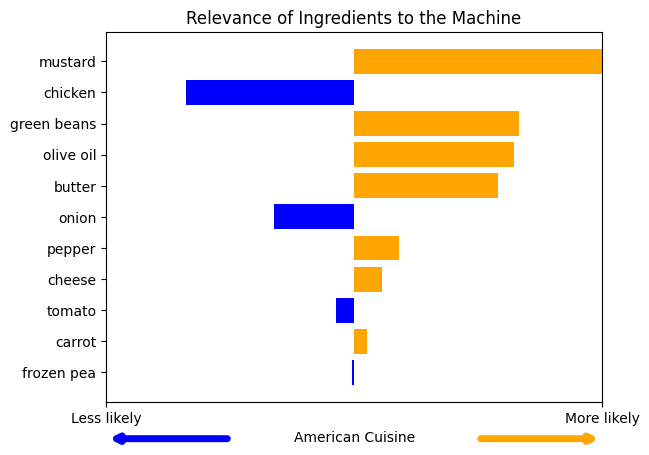 Relevance of Ingredients to the Machine
mustard
chicken
green beans
olive oil
butter
onion
pepper
cheese
tomato
carrot
frozen pea
Less likely
More likely
American Cuisine